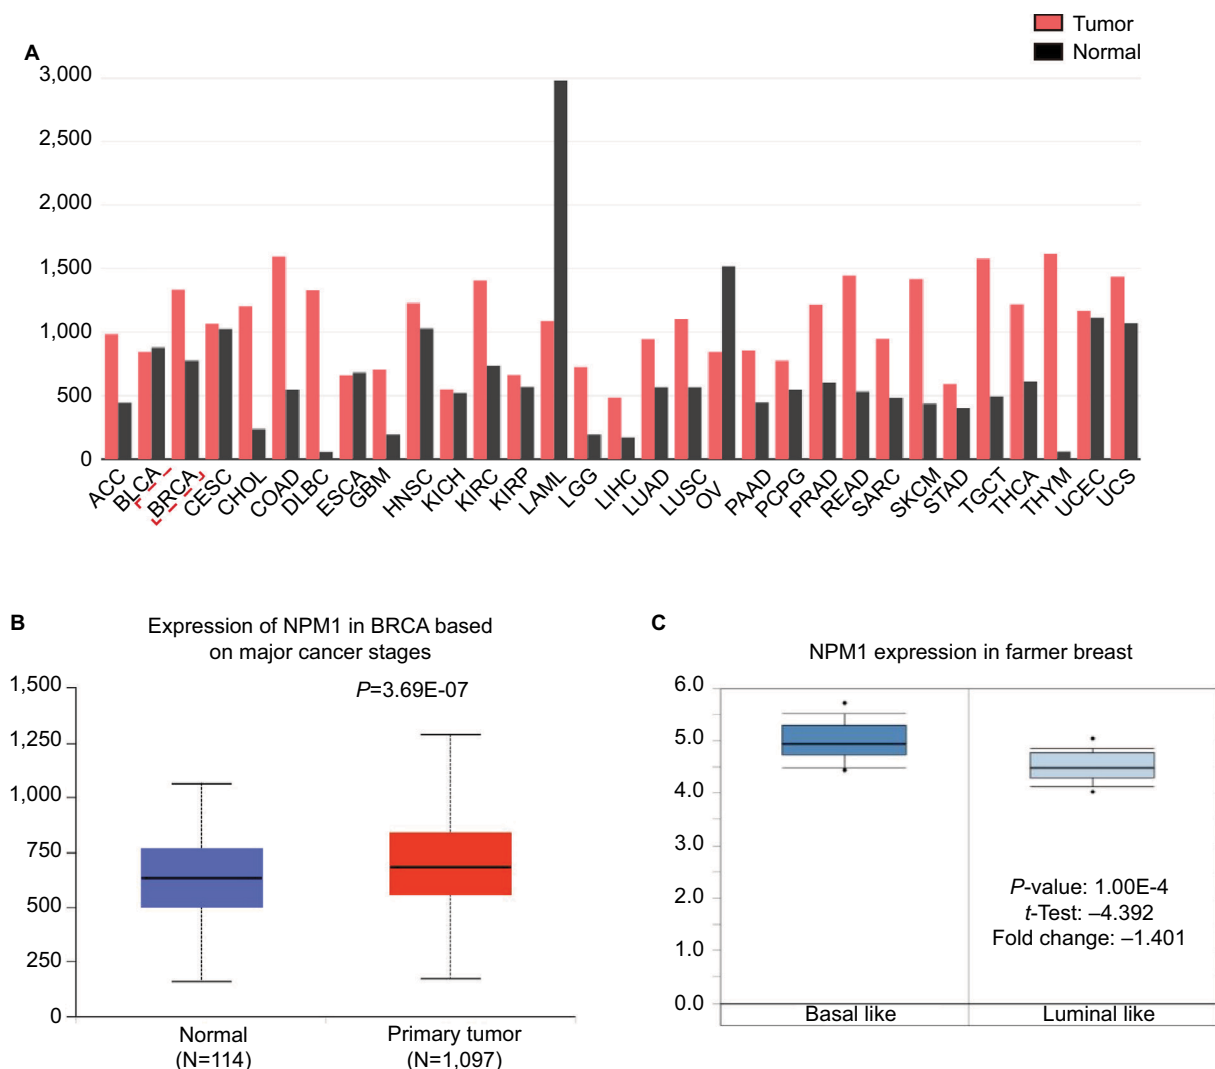 Tumor
Normal
A
3,000
2,500
2,000
1,500
1,000
500
0
ACC
BLCA
BRCA
CESC
CHOL
COAD
DLBC
ESCA
GBM
HNSC
KICH
KIRC
KIRP
LAML
LGG
LIHC
LUAD
LUSC
OV
PAAD
PCPG
PRAD
READ
SARC
SKCM
STAD
TGCT
THCA
THYM
UCEC
UCS
B
Expression of NPM1 in BRCA based
on major cancer stages
P=3.69E-07
1,500
1,250
1,000
750
500
250
0
Normal
(N=114)
Primary tumor
(N=1,097)
C
NPM1 expression in farmer breast
6.0
5.0
4.0
3.0
2.0
1.0
0.0
P-value: 1.00E-4
t-Test: –4.392
Fold change: –1.401
Basal like
Luminal like